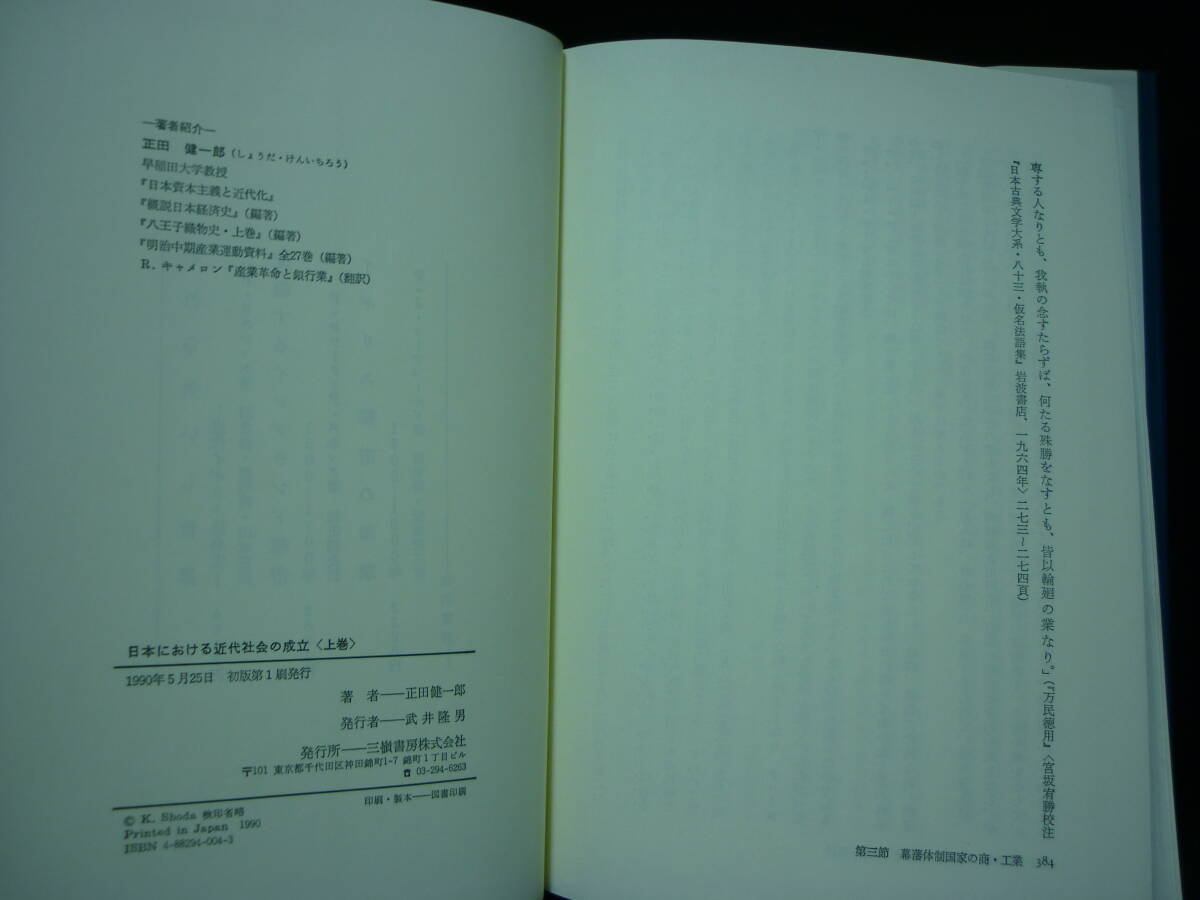 専する人なりとも、我執の念すたらずば、何たる殊勝をなすとも、皆以輪廻の業なり。」(『万民徳用』〈宮坂宥勝校注
『日本古典文学大系・八十三・仮名法語集』岩波書店、一九六四年〉二七三～二七四頁)
第三節　幕藩体制国家の商・工業　384
―著者紹介―
正田　健一郎（しょうだ・けんいちろう）
早稲田大学教授
『日本資本主義と近代化』
『概説日本経済史』（編著）
『八王子織物史・上巻』（編著）
『明治中期産業運動資料』全27巻（編著）
R. キャメロン『産業革命と銀行業』（翻訳）
日本における近代社会の成立〈上巻〉
1990年5月25日　初版第1刷発行
著　者――正田健一郎
発行者――武井隆男
発行所――三嶺書房株式会社
〒101 東京都千代田区神田錦町1-7 錦町1丁目ビル
☎ 03-294-6263
印刷・製本――図書印刷
© K. Shoda 検印省略
Printed in Japan　1990
ISBN 4-88294-004-3